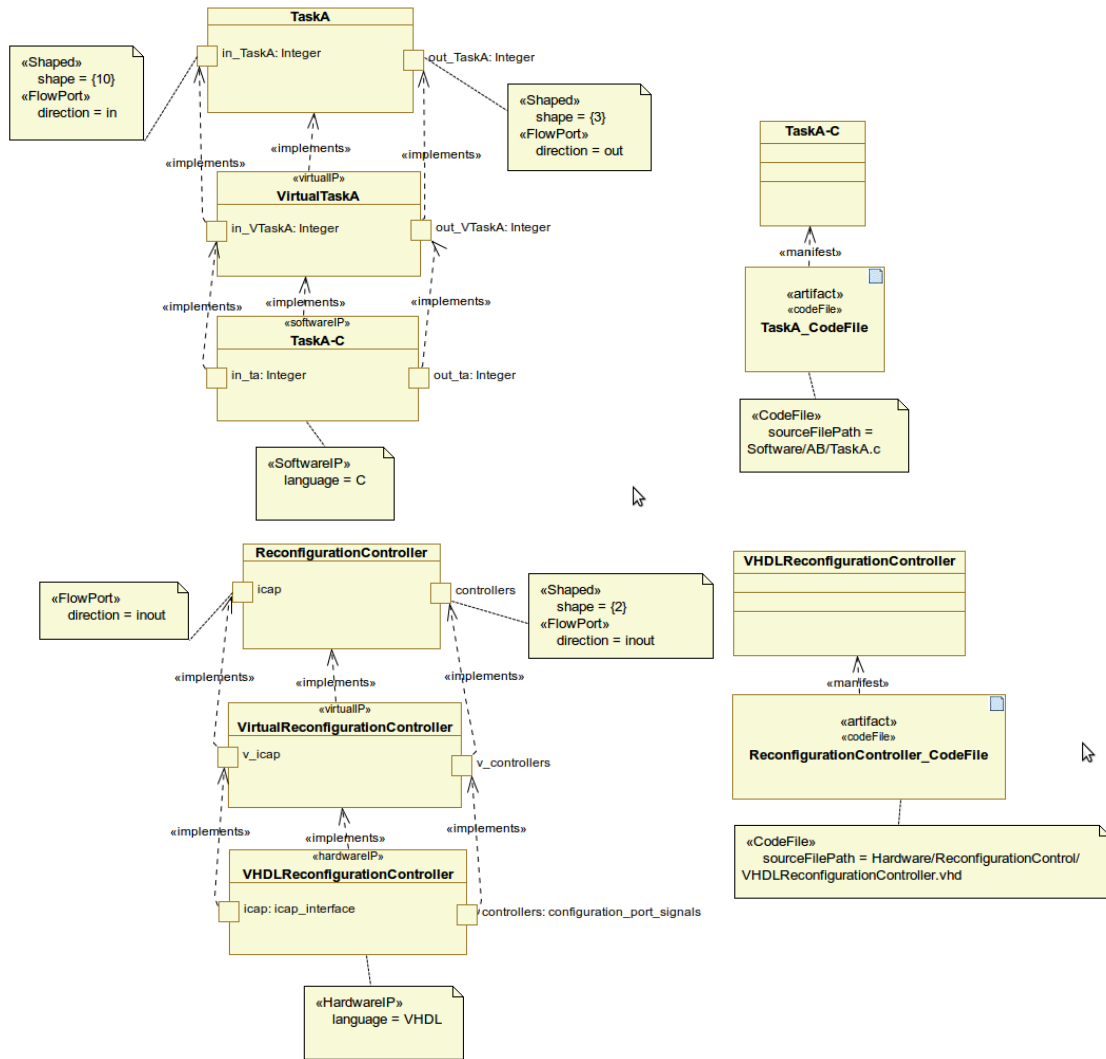 TaskA
«Shaped»
shape = {10}
«FlowPort»
direction = in
in_TaskA: Integer
out_TaskA: Integer
«Shaped»
shape = {3}
«FlowPort»
direction = out
«implements»
«implements»
«implements»
«virtualIP»
VirtualTaskA
in_VTaskA: Integer
out_VTaskA: Integer
«implements»
«implements»
«implements»
«softwareIP»
TaskA-C
in_ta: Integer
out_ta: Integer
«SoftwareIP»
language = C
TaskA-C
«manifest»
«artifact»
«codeFile»
TaskA_CodeFile
«CodeFile»
sourceFilePath =
Software/AB/TaskA.c
ReconfigurationController
icap
controllers
«FlowPort»
direction = inout
«Shaped»
shape = {2}
«FlowPort»
direction = inout
«implements»
«implements»
«implements»
«virtualIP»
VirtualReconfigurationController
v_icap
v_controllers
«implements»
«implements»
«implements»
«hardwareIP»
VHDLReconfigurationController
icap: icap_interface
controllers: configuration_port_signals
«HardwareIP»
language = VHDL
VHDLReconfigurationController
«manifest»
«artifact»
«codeFile»
ReconfigurationController_CodeFile
«CodeFile»
sourceFilePath = Hardware/ReconfigurationControl/
VHDLReconfigurationController.vhd